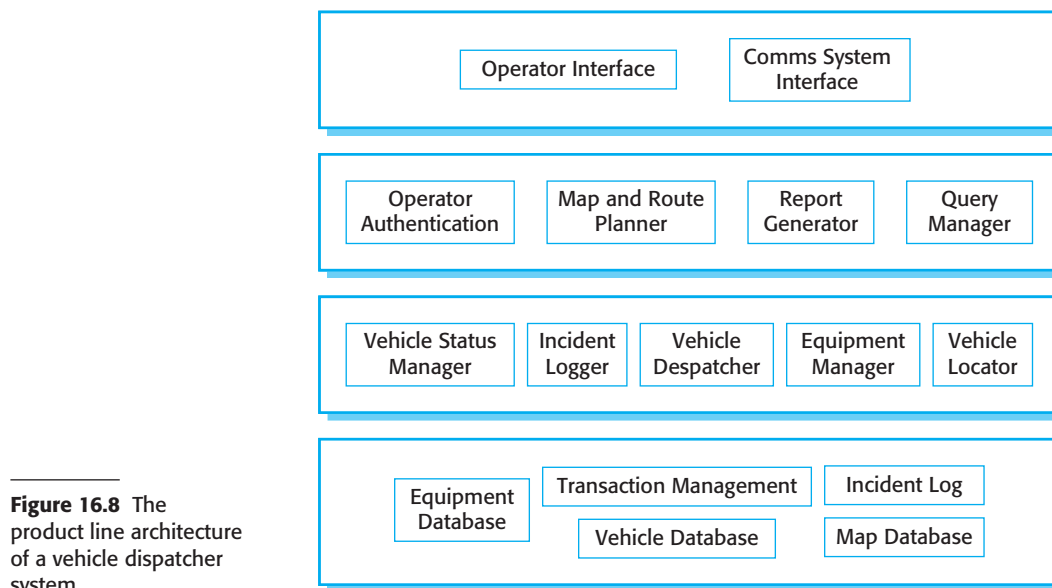 Operator Interface
Comms System
Interface
Operator
Authentication
Map and Route
Planner
Report
Generator
Query
Manager
Vehicle Status
Manager
Incident
Logger
Vehicle
Despatcher
Equipment
Manager
Vehicle
Locator
Equipment
Database
Transaction Management
Incident Log
Vehicle Database
Map Database
Figure 16.8 The
product line architecture
of a vehicle dispatcher
system